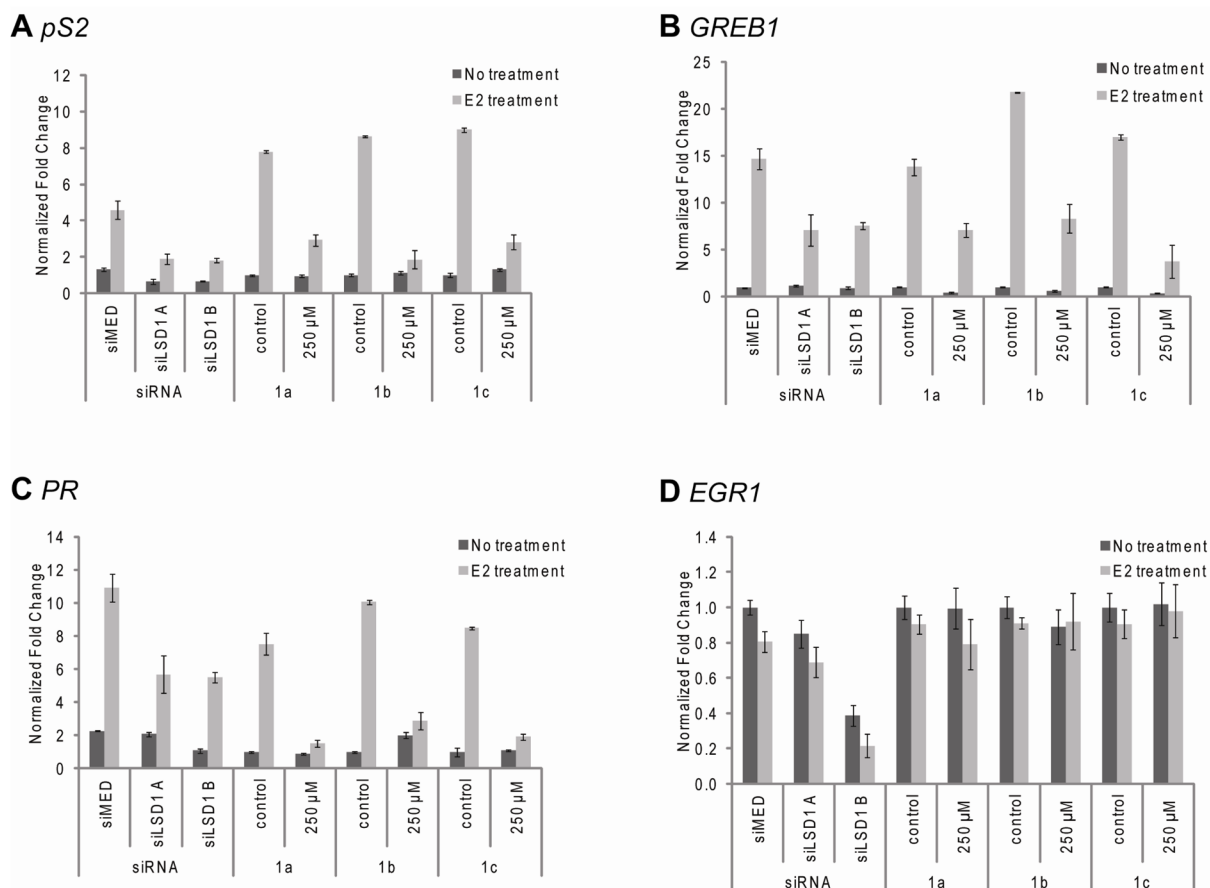 A pS2
No treatment
E2 treatment
Normalized Fold Change
12
10
8
6
4
2
0
siMED
siLSD1 A
siLSD1 B
control
250 µM
control
250 µM
control
250 µM
siRNA
1a
1b
1c
B GREB1
No treatment
E2 treatment
Normalized Fold Change
25
20
15
10
5
0
siMED
siLSD1 A
siLSD1 B
control
250 µM
control
250 µM
control
250 µM
siRNA
1a
1b
1c
C PR
No treatment
E2 treatment
Normalized Fold Change
14
12
10
8
6
4
2
0
siMED
siLSD1 A
siLSD1 B
control
250 µM
control
250 µM
control
250 µM
siRNA
1a
1b
1c
D EGR1
No treatment
E2 treatment
Normalized Fold Change
1.4
1.2
1.0
0.8
0.6
0.4
0.2
0.0
siMED
siLSD1 A
siLSD1 B
control
250 µM
control
250 µM
control
250 µM
siRNA
1a
1b
1c